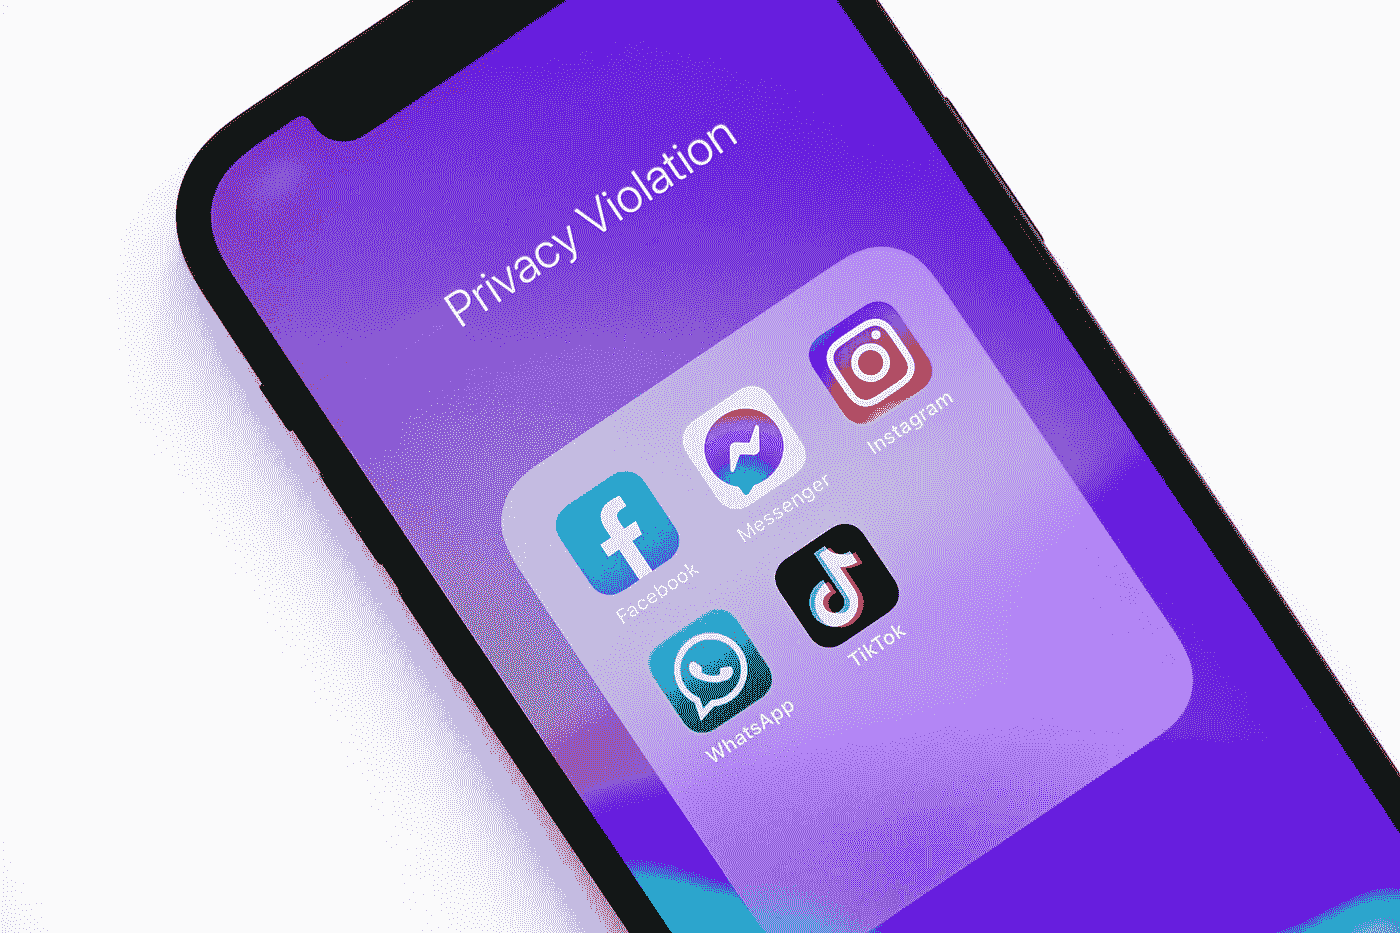 Privacy Violation
Facebook
Messenger
Instagram
WhatsApp
TikTok